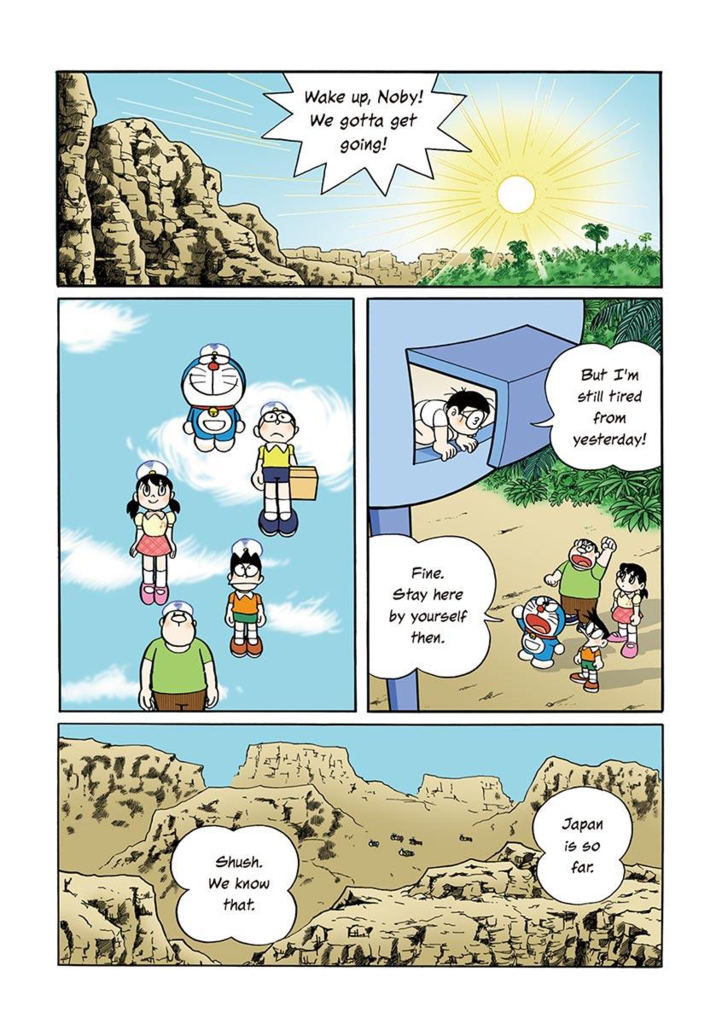 Wake up, Noby!
We gotta get
going!
But I'm
still tired
from
yesterday!
Fine.
Stay here
by yourself
then.
Japan
is so
far.
Shush.
We know
that.